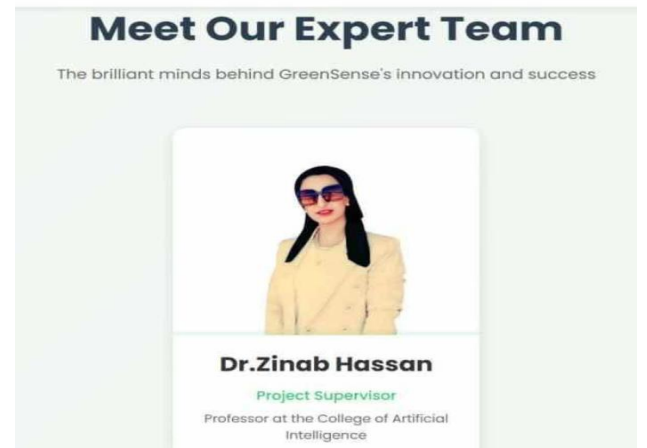 Meet Our Expert Team
The brilliant minds behind GreenSense's innovation and success
Dr.Zinab Hassan
Project Supervisor
Professor at the College of Artificial
Intelligence